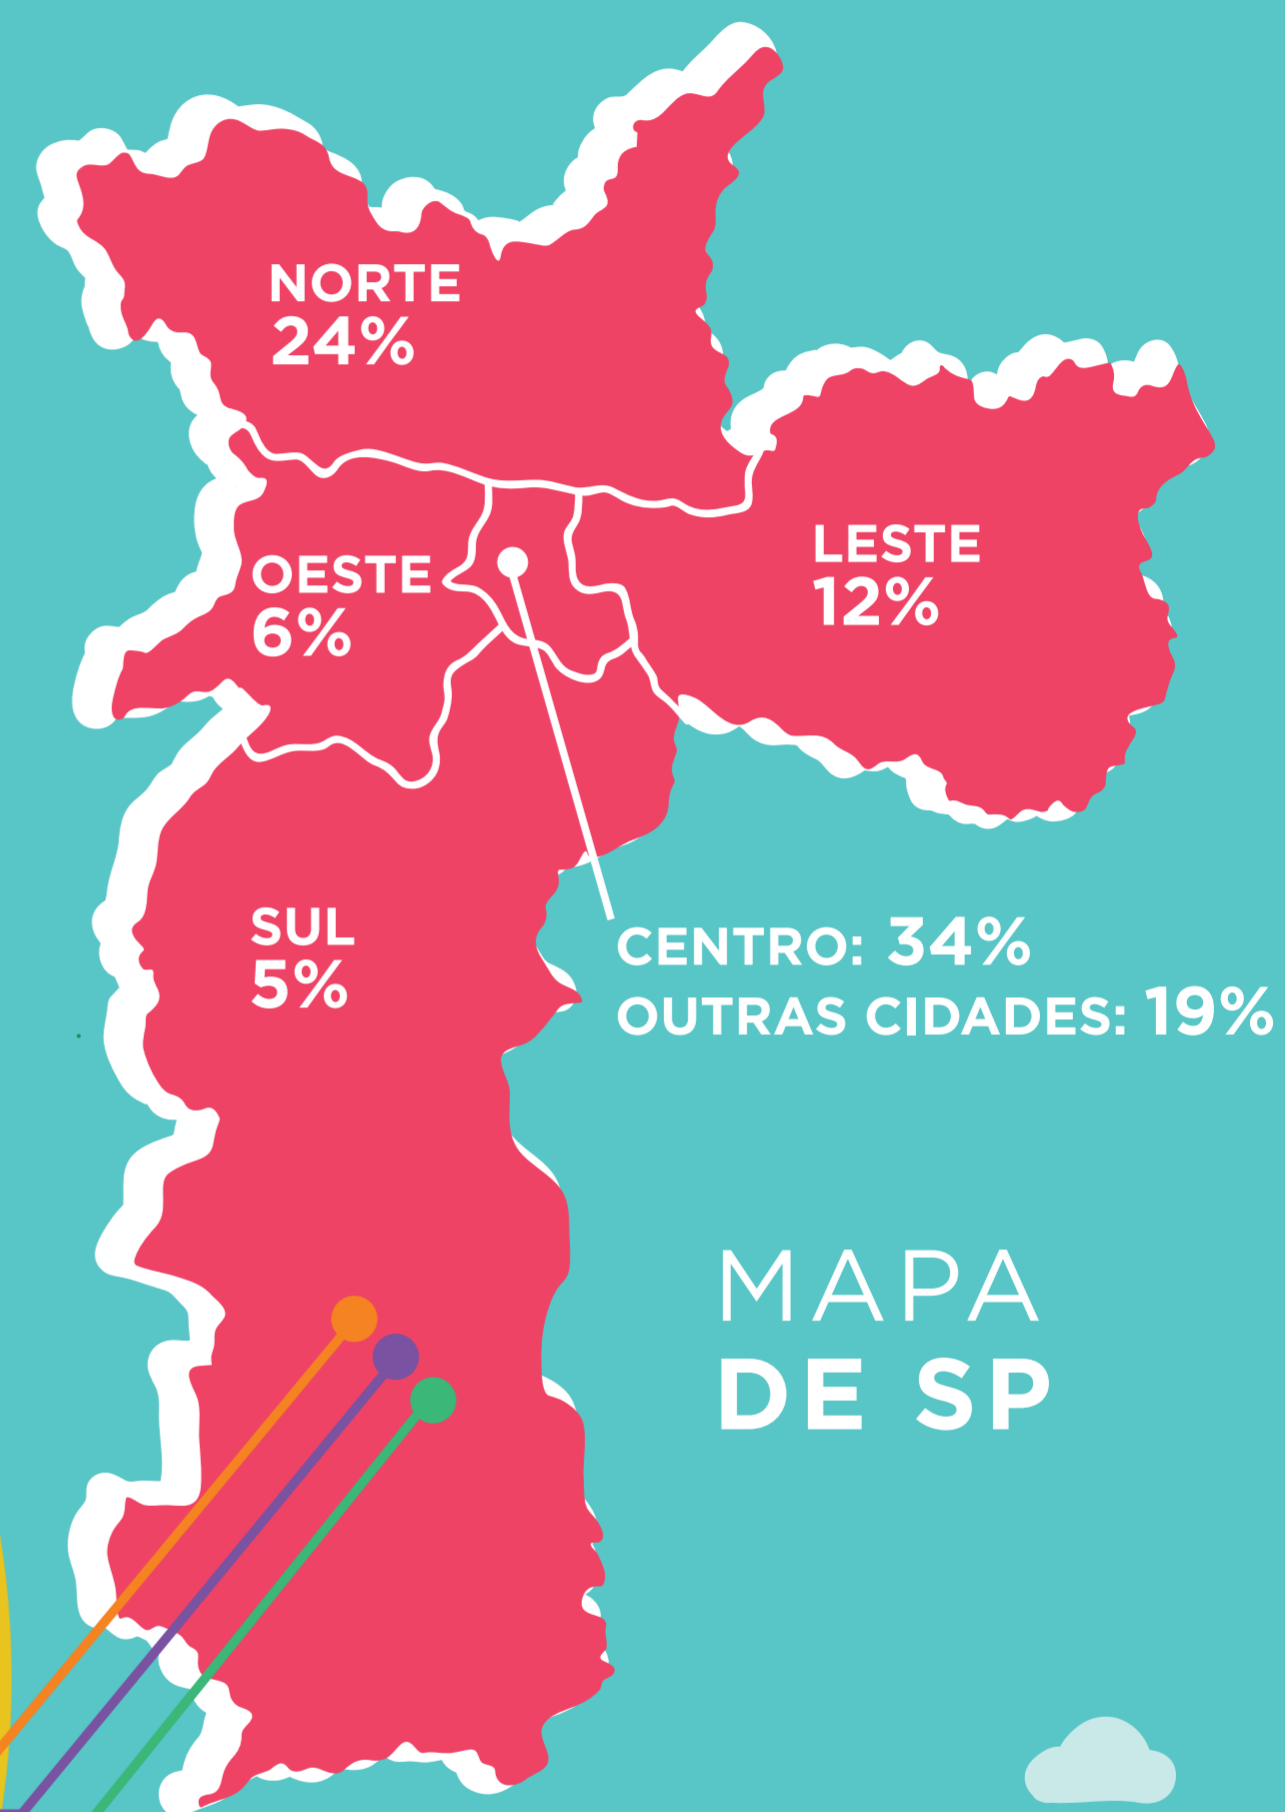 NORTE
24%
OESTE
6%
LESTE
12%
SUL
5%
CENTRO: 34%
OUTRAS CIDADES: 19%
MAPA
DE SP